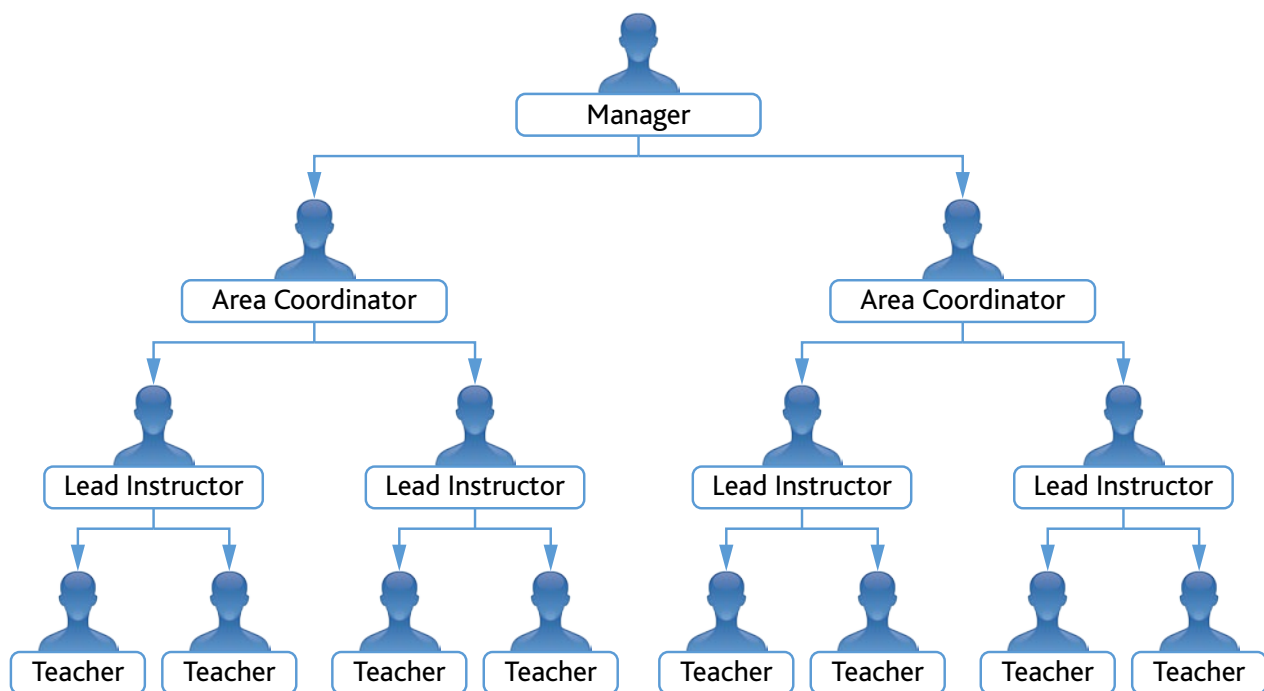 Manager
Area Coordinator
Area Coordinator
Lead Instructor
Lead Instructor
Lead Instructor
Lead Instructor
Teacher
Teacher
Teacher
Teacher
Teacher
Teacher
Teacher
Teacher